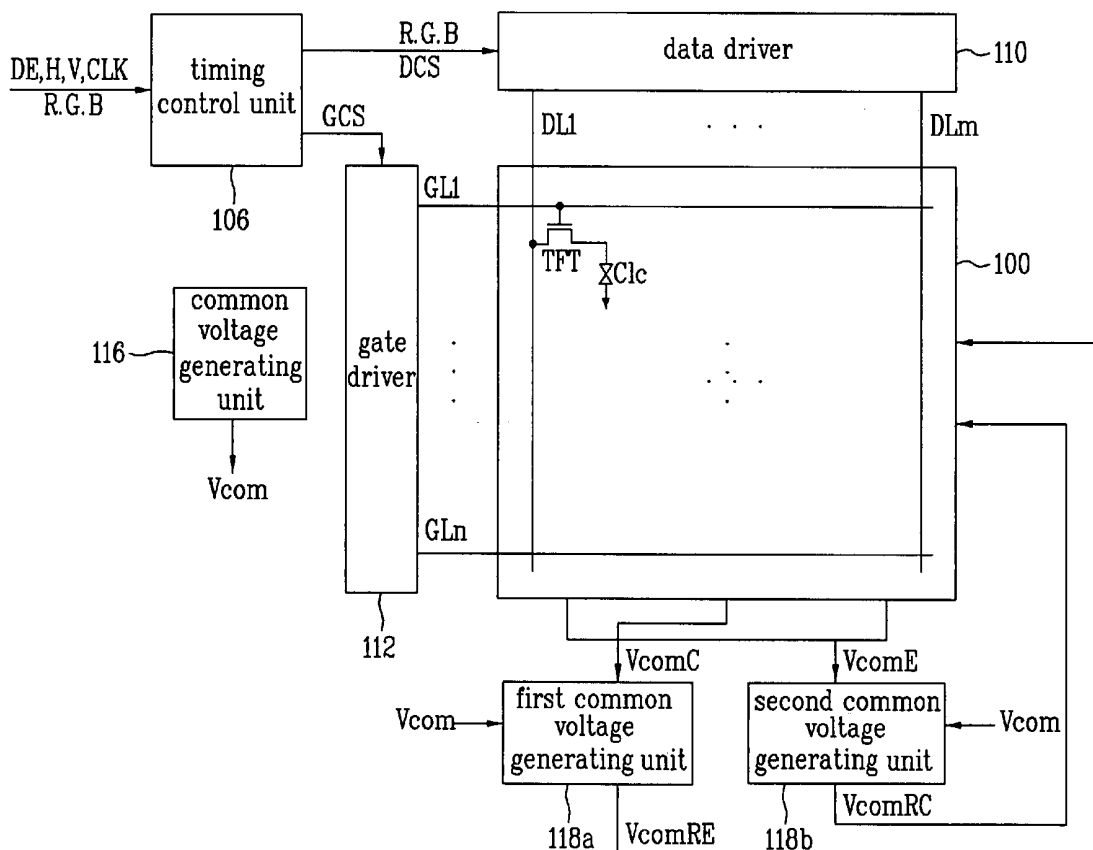 DE,H,V,CLK
R.G.B
timing
control unit
106
R.G.B
DCS
GCS
data driver
110
DL1
. . .
DLm
GL1
TFT
Clc
100
common
voltage
generating
unit
116
Vcom
gate
driver
GLn
112
VcomC
VcomE
Vcom
first common
voltage
generating unit
second common
voltage
generating unit
Vcom
118a
VcomRE
118b
VcomRC